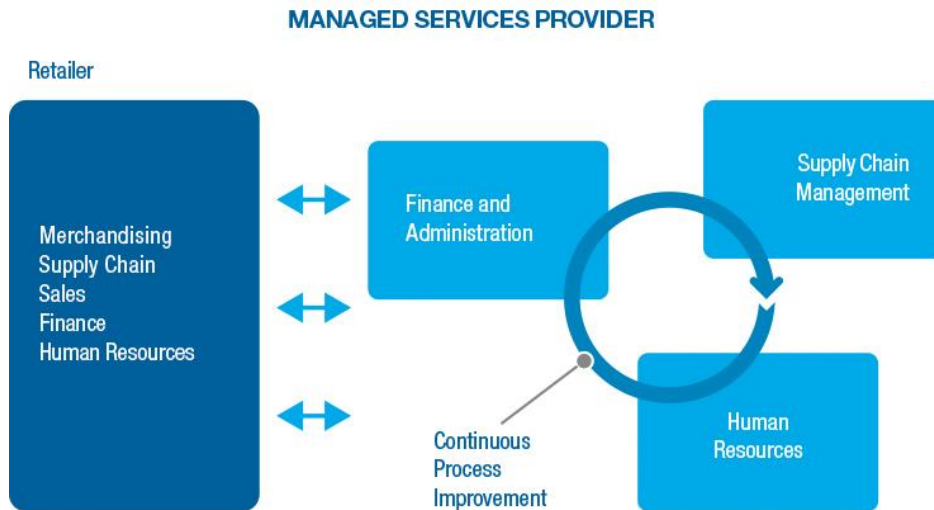 MANAGED SERVICES PROVIDER
Retailer
Merchandising
Supply Chain
Sales
Finance
Human Resources
Finance and
Administration
Supply Chain
Management
Continuous
Process
Improvement
Human
Resources